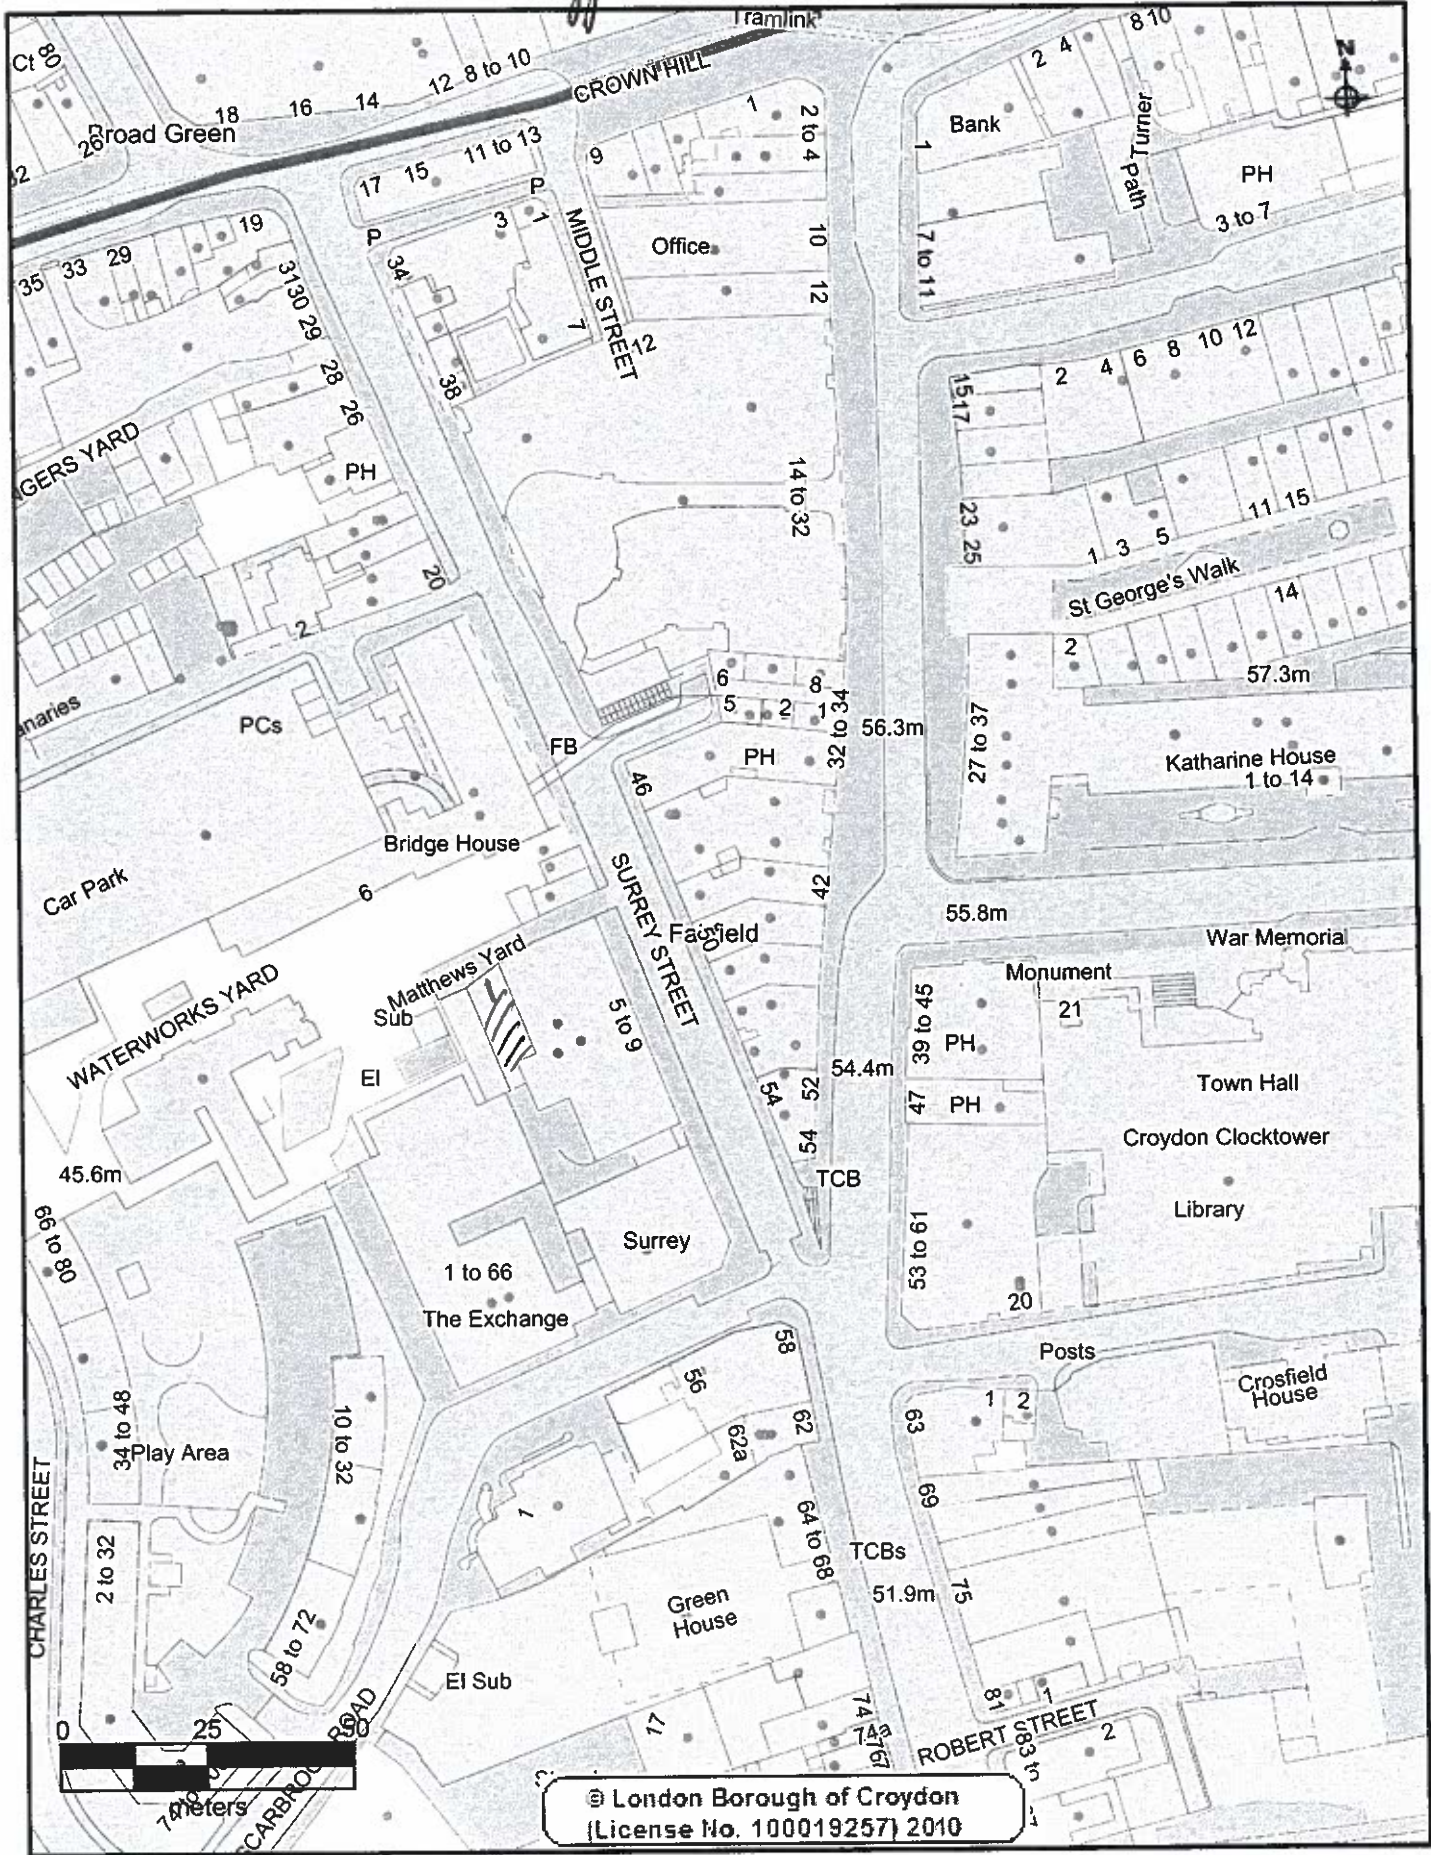 Tramlink
8 10
2 4
N
Ct 80
12 8 to 10
CROWN HILL
18 16 14
Broad Green
26
32
17 15 11 to 13
9
1
2 to 4
1
Bank
Turner
Path
PH
3 to 7
P
P
3 1
MIDDLE STREET
Office
10
12
7 to 11
35 33 29 19
34
3130 29
28
26
38
7
12
15 17
2 4 6 8 10 12
PH
14 to 32
23 25
1 3 5 11 15
St George's Walk
14
20
2
2
57.3m
PCs
FB
6
5
8
2 1
32 to 34
PH
46
56.3m
27 to 37
Katharine House
1 to 14
Bridge House
6
Car Park
SURREY STREET
42
50
55.8m
War Memorial
Matthews Yard
WATERWORKS YARD
Sub
El
5 to 9
39 to 45
Monument
21
PH
54.4m
54
52
47
PH
Town Hall
Croydon Clocktower
54
TCB
Library
45.6m
66 to 80
Surrey
53 to 61
1 to 66
The Exchange
20
58
Posts
56
Crosfield
House
1 2
63
62
62a
34 to 48
Play Area
10 to 32
69
1
CHARLES STREET
2 to 32
64 to 68
TCBs
51.9m
75
Green
House
58 to 72
El Sub
17
74
74a
81
1
ROBERT STREET
2
0 25 50
meters
© London Borough of Croydon
(License No. 100019257) 2010